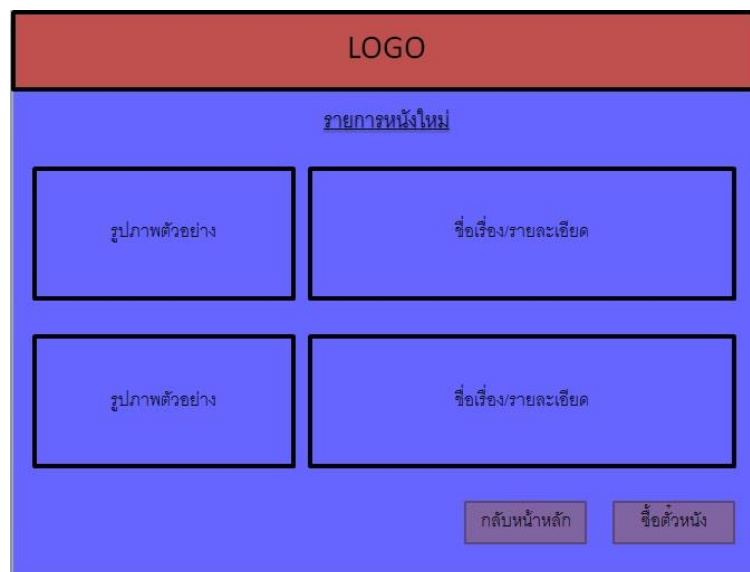 LOGO
รายการหนังใหม่
รูปภาพตัวอย่าง
ชื่อเรื่อง/รายละเอียด
รูปภาพตัวอย่าง
ชื่อเรื่อง/รายละเอียด
กลับหน้าหลัก
ซื้อตั๋วหนัง